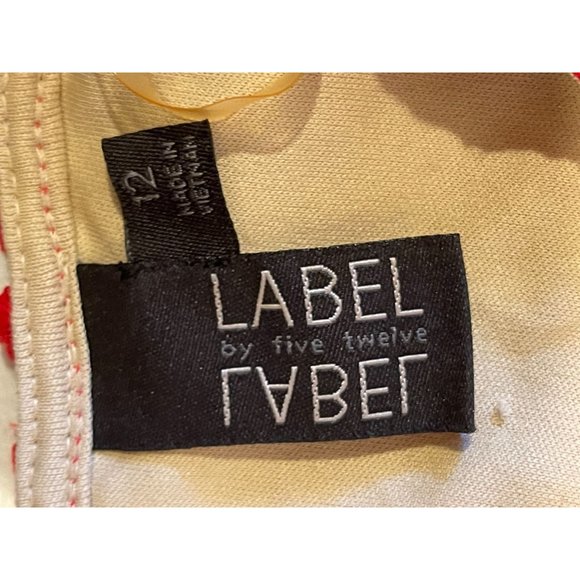 12
MADE IN
VIETNAM
LABEL
by five twelve
LABEL